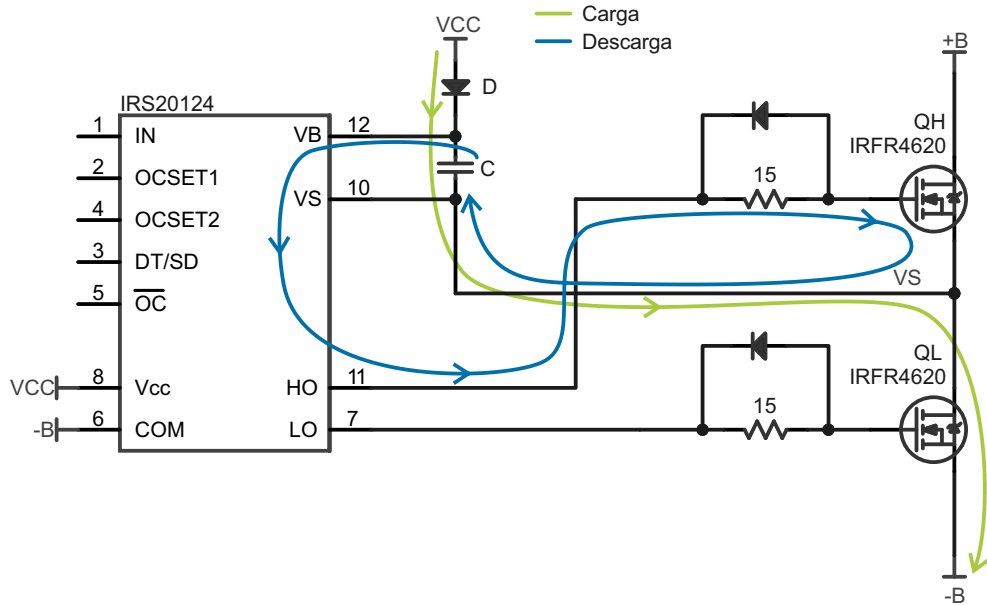 Carga
Descarga
VCC
+B
D
IRS20124
1 IN
VB 12
2 OCSET1
C
VS 10
4 OCSET2
3 DT/SD
5 OC
15
QH
IRFR4620
VS
VCC 8 Vcc
HO 11
-B 6 COM
LO 7
15
QL
IRFR4620
-B